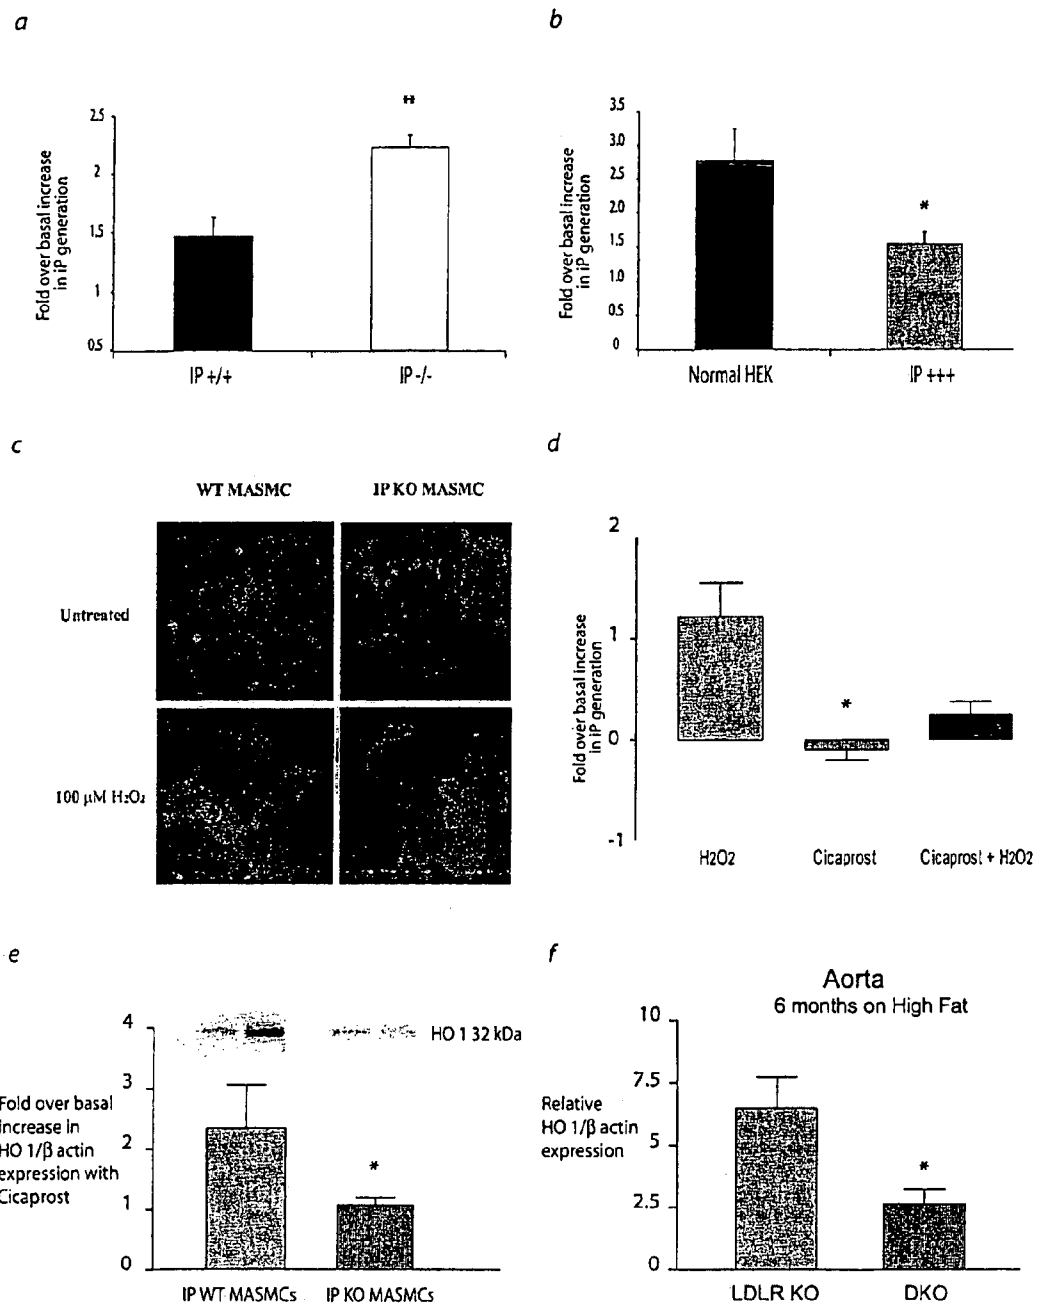 a
Fold over basal increase
in iP generation
2.5
2
1.5
1
0.5
**
IP +/+
IP -/-
b
Fold over basal increase
in iP generation
3.5
3.0
2.5
2.0
1.5
1.0
0.5
0
*
Normal HEK
IP +++
c
WT MASMC
IP KO MASMC
Untreated
100 µM H₂O₂
d
Fold over basal increase
in iP generation
2
1
0
-1
*
H2O2
Cicaprost
Cicaprost + H2O2
e
Fold over basal
increase in
HO 1/β actin
expression with
Cicaprost
4
3
2
1
0
HO 1 32 kDa
*
IP WT MASMCs
IP KO MASMCs
f
Aorta
6 months on High Fat
Relative
HO 1/β actin
expression
10
7.5
5
2.5
0
*
LDLR KO
DKO